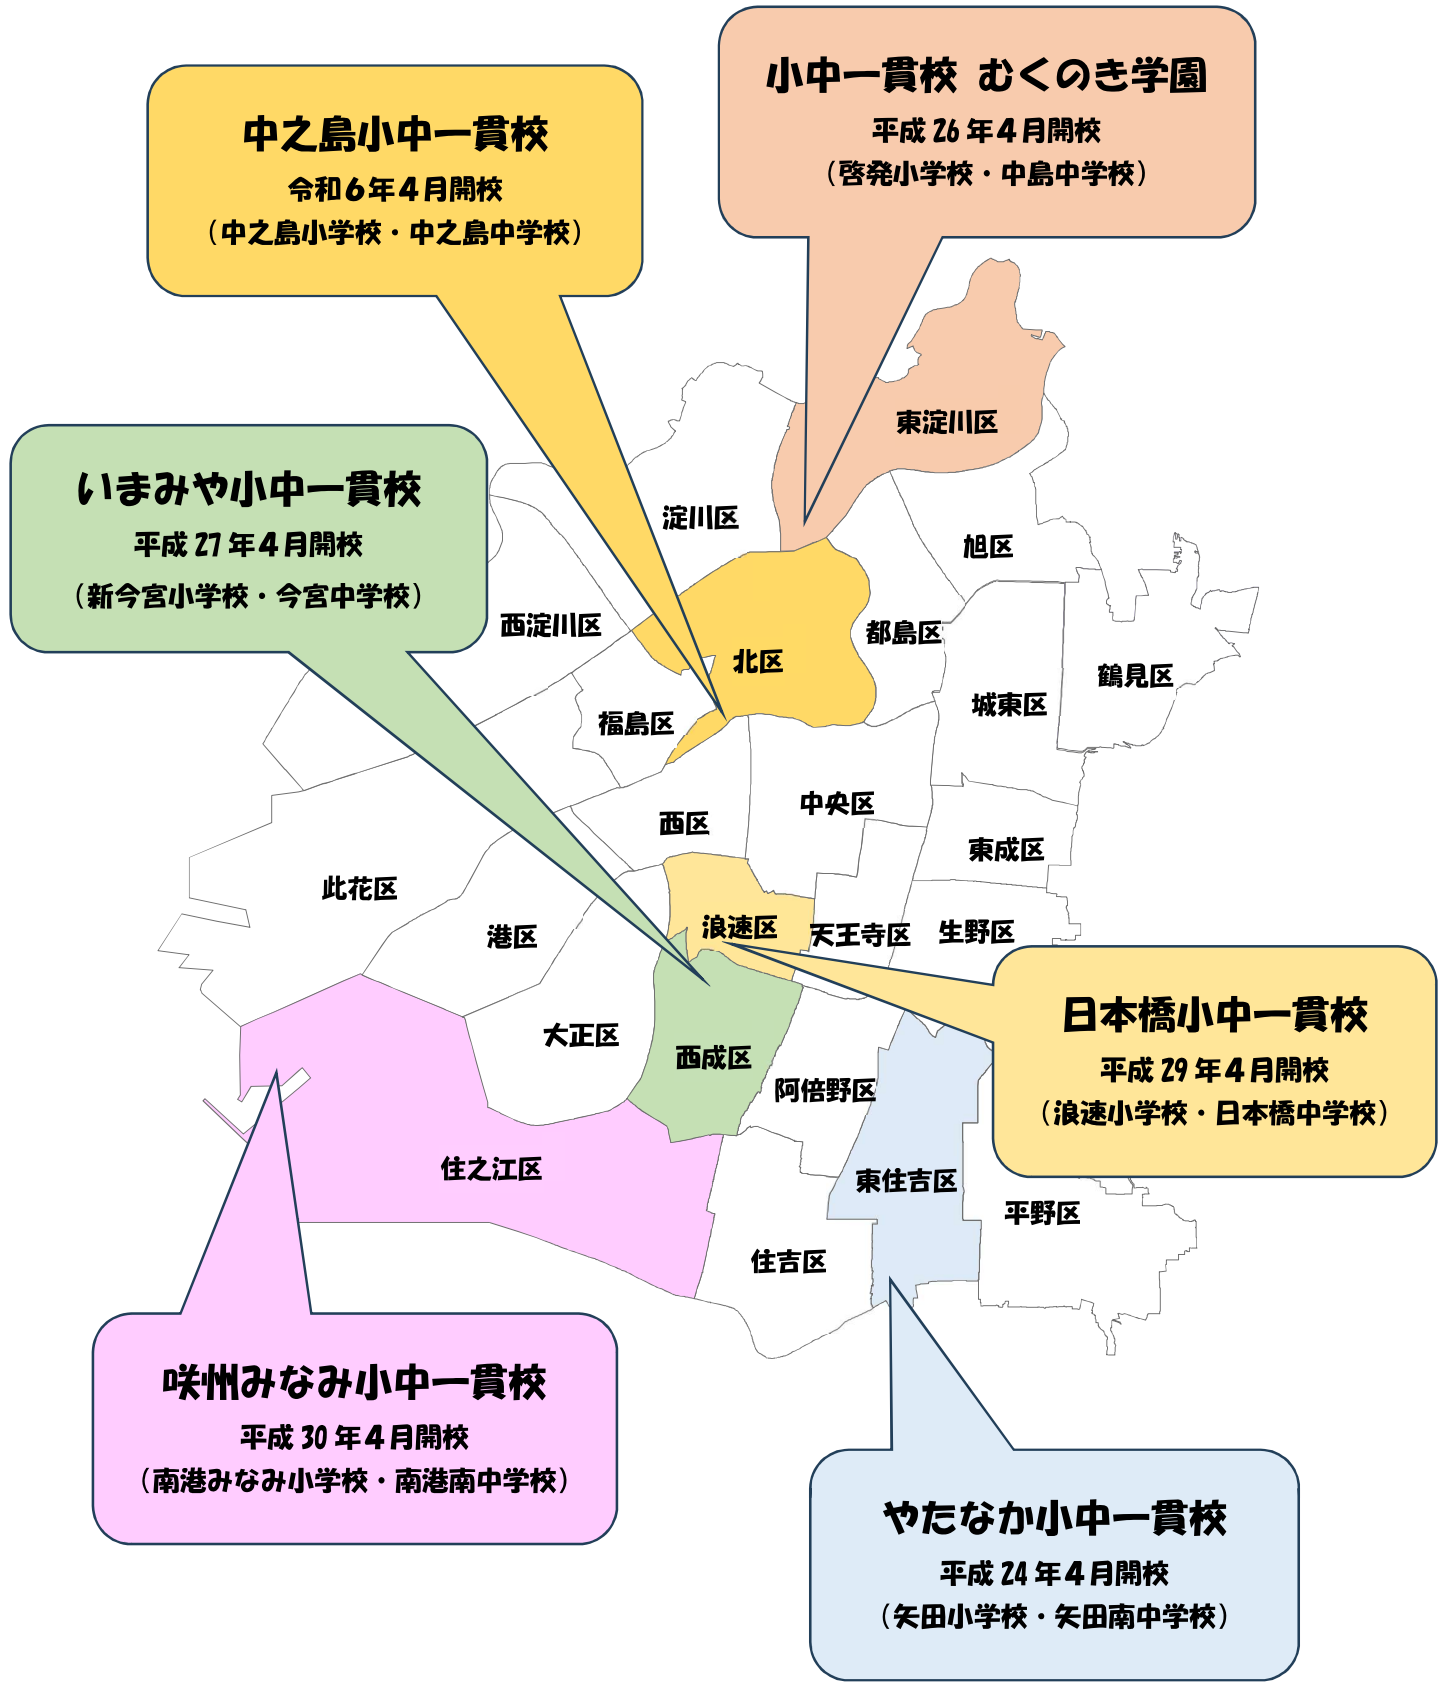 小中一貫校 むくのき学園
平成26年4月開校
（啓発小学校・中島中学校）
中之島小中一貫校
令和6年4月開校
（中之島小学校・中之島中学校）
いまみや小中一貫校
平成27年4月開校
（新今宮小学校・今宮中学校）
東淀川区
淀川区
旭区
西淀川区
都島区
北区
鶴見区
城東区
福島区
中央区
西区
東成区
此花区
浪速区
天王寺区
生野区
港区
日本橋小中一貫校
平成29年4月開校
（浪速小学校・日本橋中学校）
大正区
西成区
阿倍野区
住之江区
東住吉区
平野区
住吉区
咲州みなみ小中一貫校
平成30年4月開校
（南港みなみ小学校・南港南中学校）
やたなか小中一貫校
平成24年4月開校
（矢田小学校・矢田南中学校）